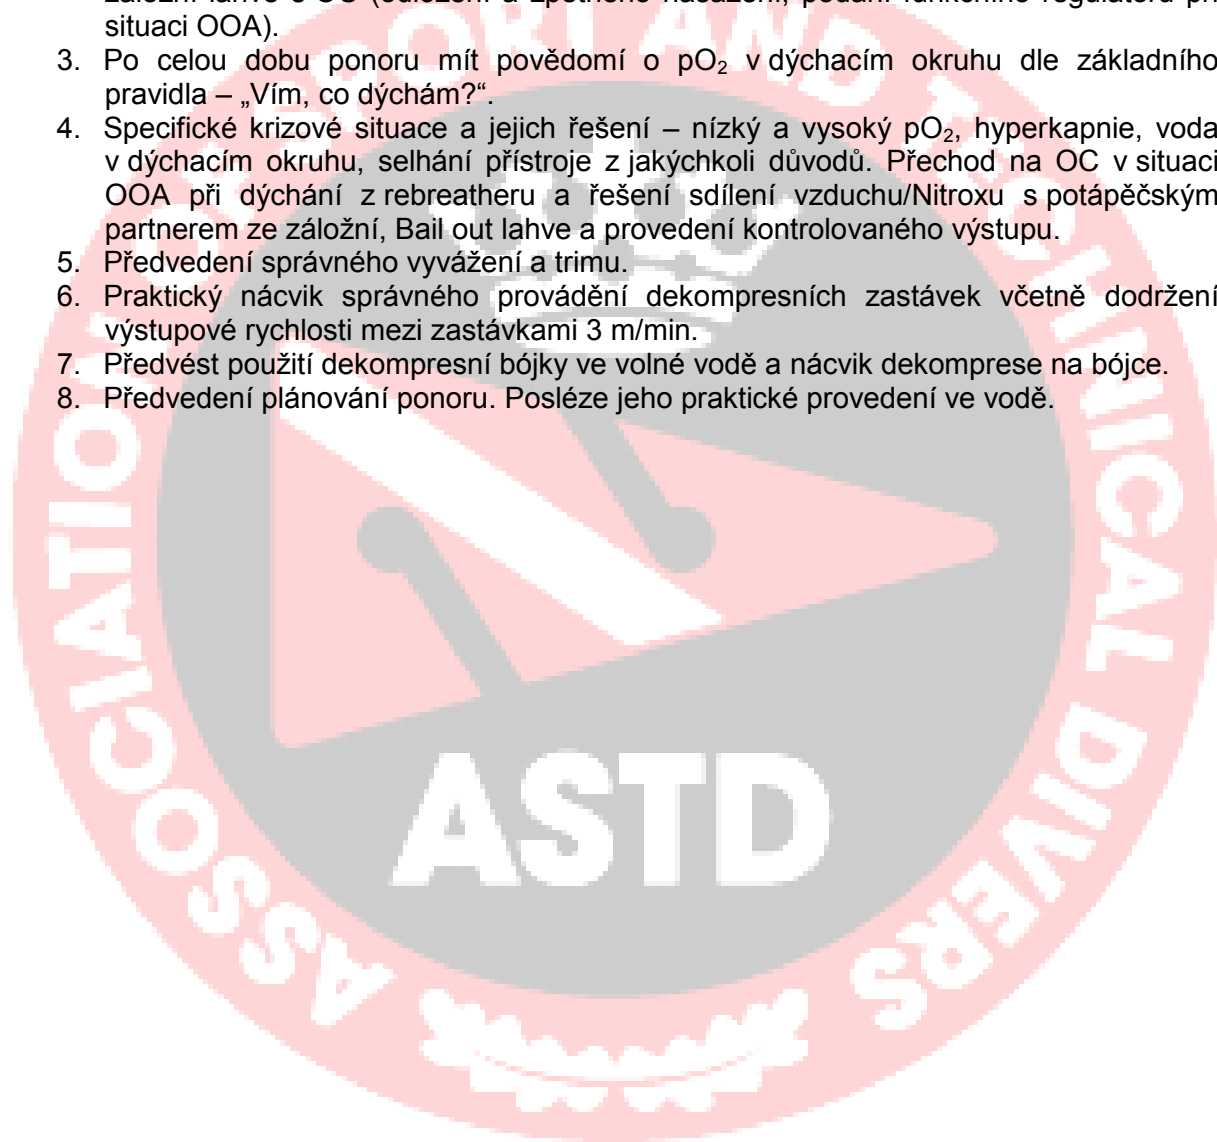 situaci OOA).
3. Po celou dobu ponoru mít povědomí o pO₂ v dýchacím okruhu dle základního
pravidla – „Vím, co dýchám?“.
4. Specifické krizové situace a jejich řešení – nízký a vysoký pO₂, hyperkapnie, voda
v dýchacím okruhu, selhání přístroje z jakýchkoli důvodů. Přechod na OC v situaci
OOA při dýchání z rebreatheru a řešení sdílení vzduchu/Nitroxu s potápěčským
partnerem ze záložní, Bail out lahve a provedení kontrolovaného výstupu.
5. Předvedení správného vyvážení a trimu.
6. Praktický nácvik správného provádění dekompresních zastávek včetně dodržení
výstupové rychlosti mezi zastávkami 3 m/min.
7. Předvést použití dekompresní bójky ve volné vodě a nácvik dekomprese na bójce.
8. Předvedení plánování ponoru. Posléze jeho praktické provedení ve vodě.
ASSOCIATION OF SPORT AND TECHNICAL DIVERS
ASTD